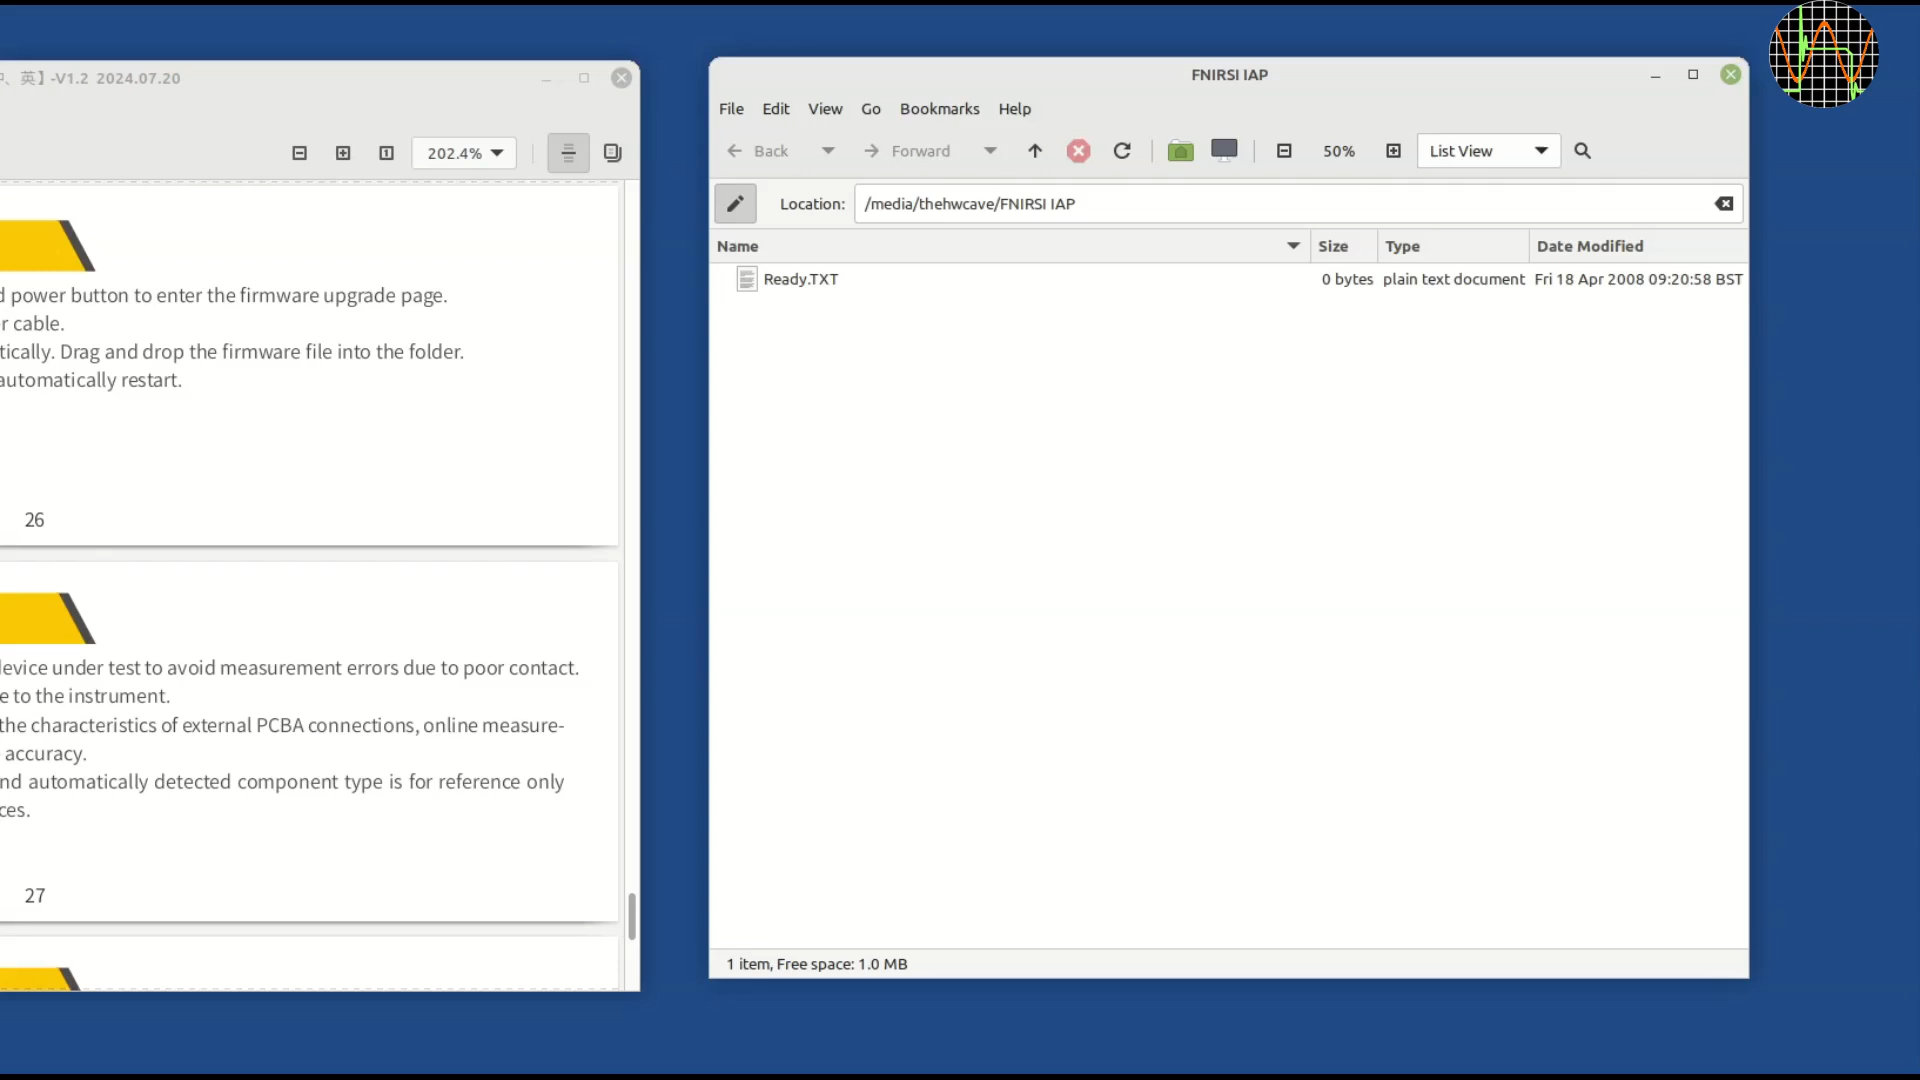 英】-V1.2 2024.07.20
202.4%
power button to enter the firmware upgrade page.
r cable.
tically. Drag and drop the firmware file into the folder.
automatically restart.
26
evice under test to avoid measurement errors due to poor contact.
e to the instrument.
the characteristics of external PCBA connections, online measure-
accuracy.
nd automatically detected component type is for reference only
ces.
27
FNIRSI IAP
File Edit View Go Bookmarks Help
Back Forward 50% List View
Location: /media/thehwcave/FNIRSI IAP
Name Size Type Date Modified
Ready.TXT 0 bytes plain text document Fri 18 Apr 2008 09:20:58 BST
1 item, Free space: 1.0 MB